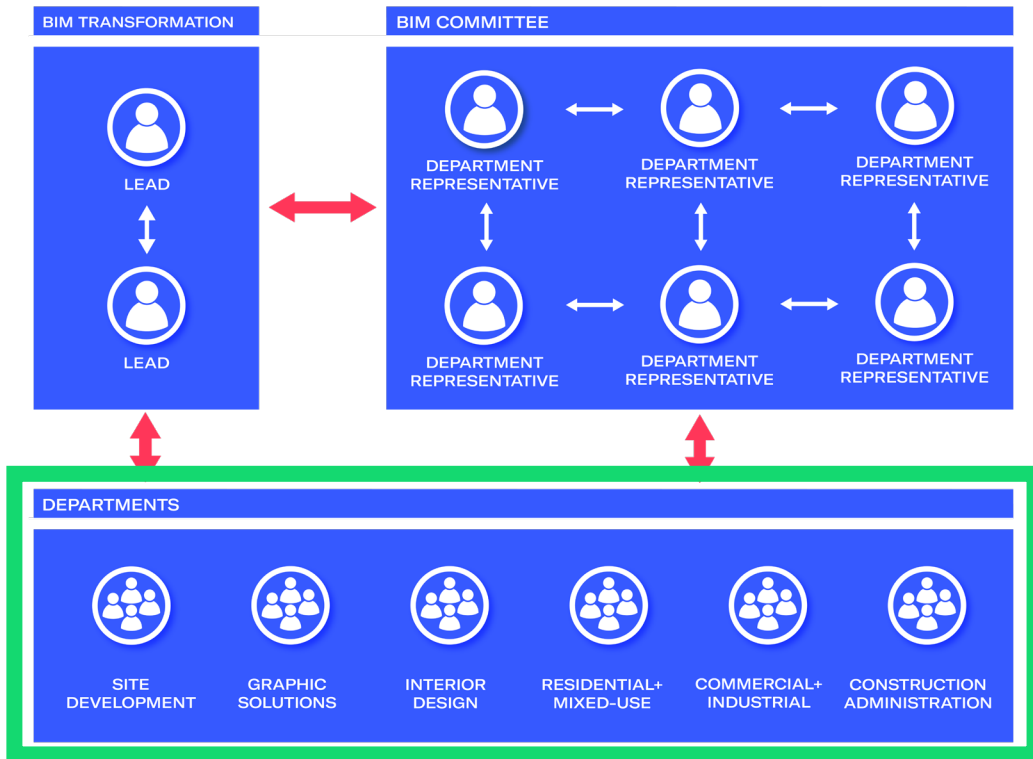 BIM TRANSFORMATION
BIM COMMITTEE
LEAD
DEPARTMENT
REPRESENTATIVE
DEPARTMENT
REPRESENTATIVE
DEPARTMENT
REPRESENTATIVE
LEAD
DEPARTMENT
REPRESENTATIVE
DEPARTMENT
REPRESENTATIVE
DEPARTMENT
REPRESENTATIVE
DEPARTMENTS
SITE
DEVELOPMENT
GRAPHIC
SOLUTIONS
INTERIOR
DESIGN
RESIDENTIAL+
MIXED-USE
COMMERCIAL+
INDUSTRIAL
CONSTRUCTION
ADMINISTRATION